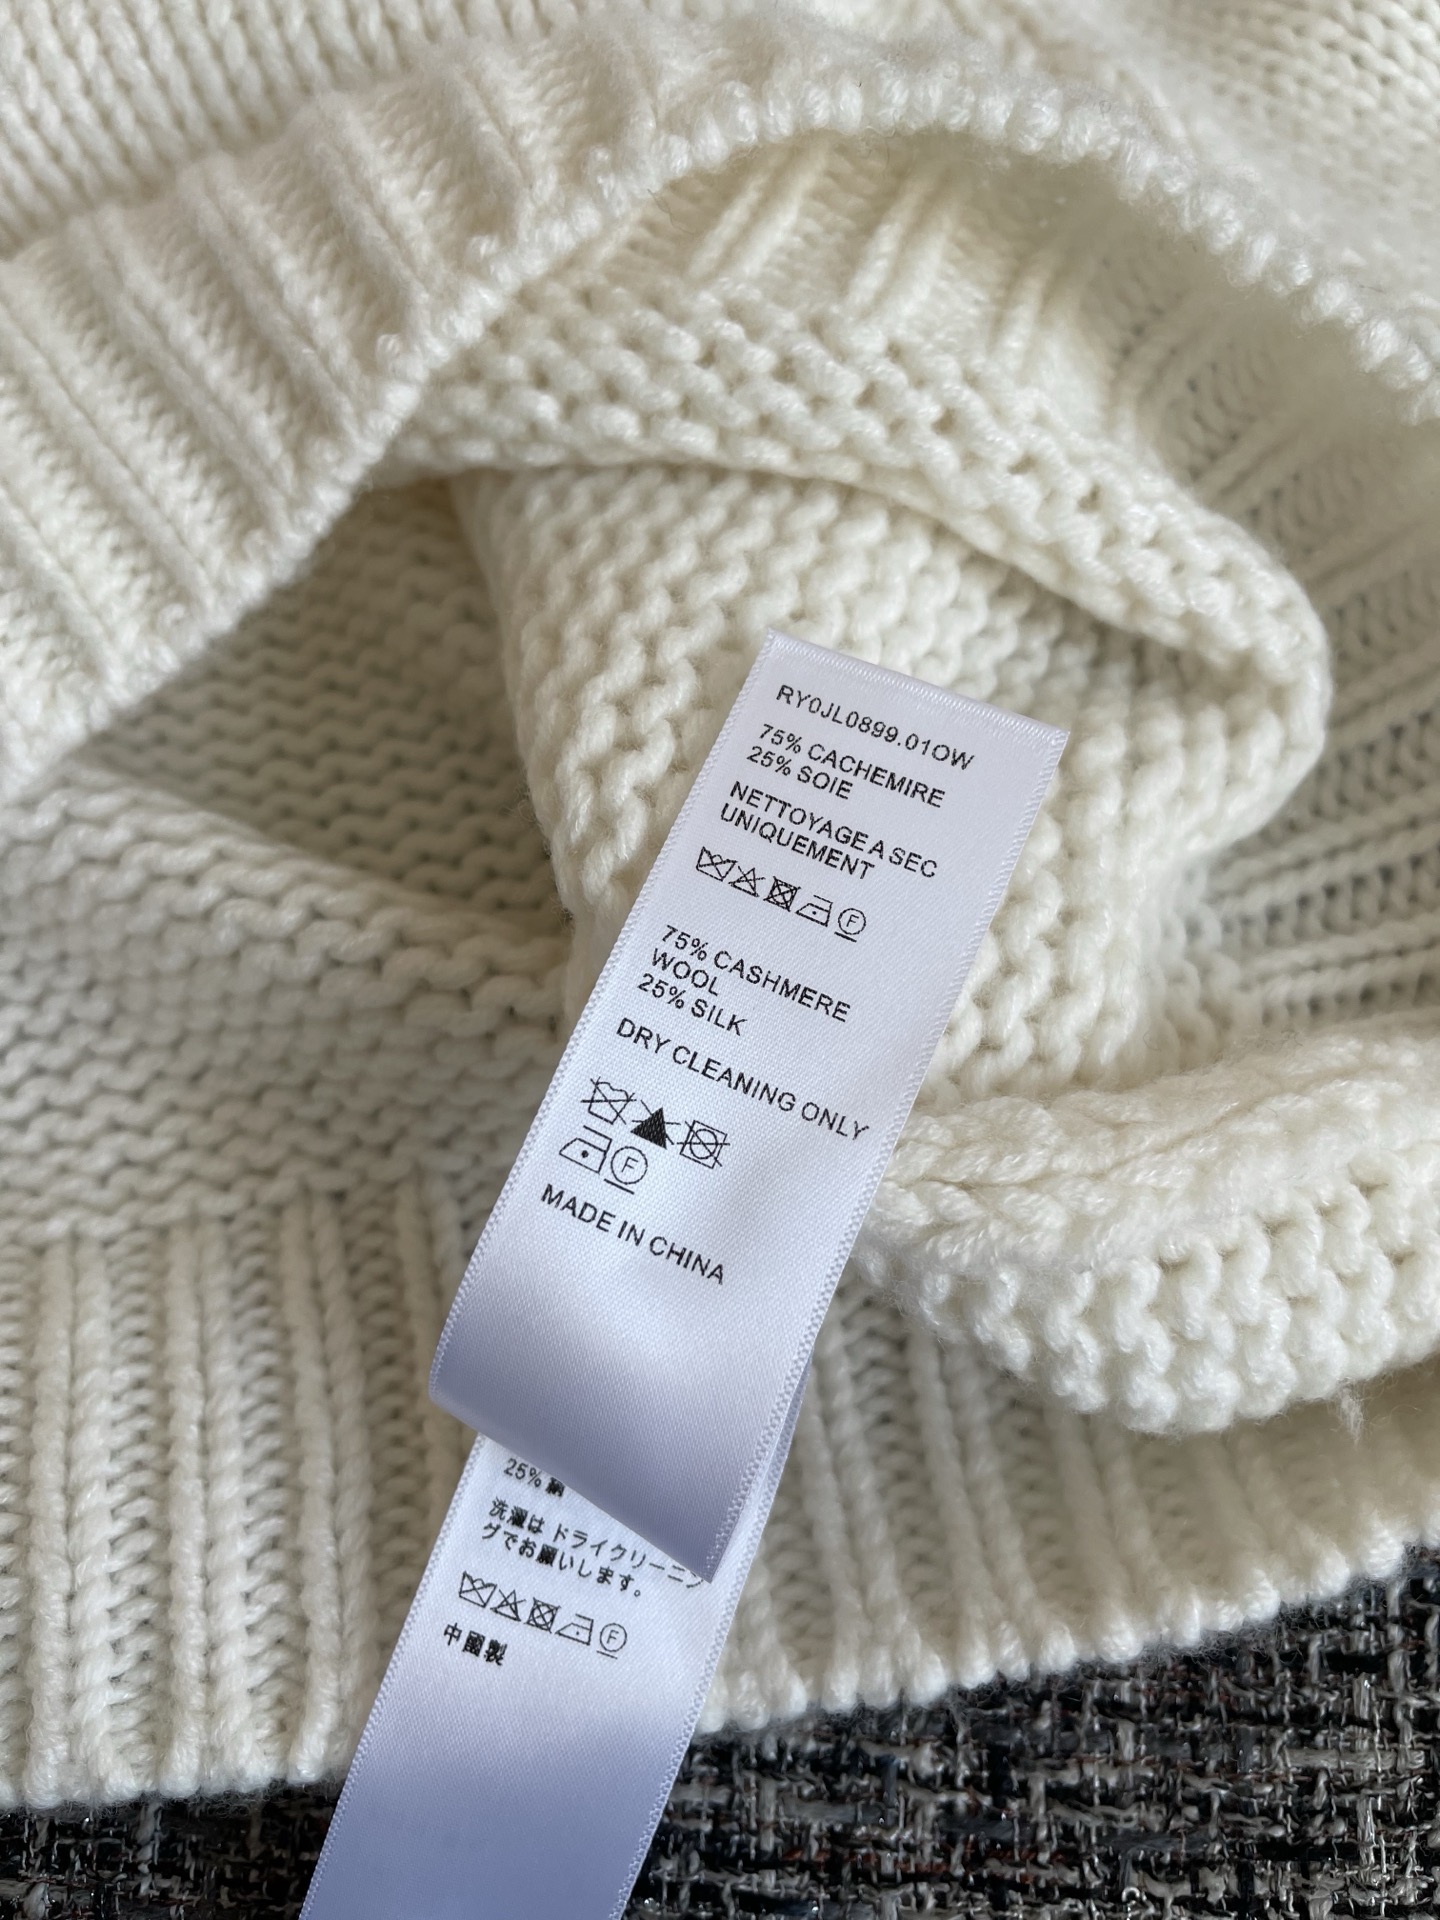 RY0JL0899.01OW
75% CACHEMIRE
25% SOIE
NETTOYAGE A SEC
UNIQUEMENT
F
75% CASHMERE
WOOL
25% SILK
DRY CLEANING ONLY
F
MADE IN CHINA
25%
洗濯は ドライクリーニン
グでお願いします。
F
中國製